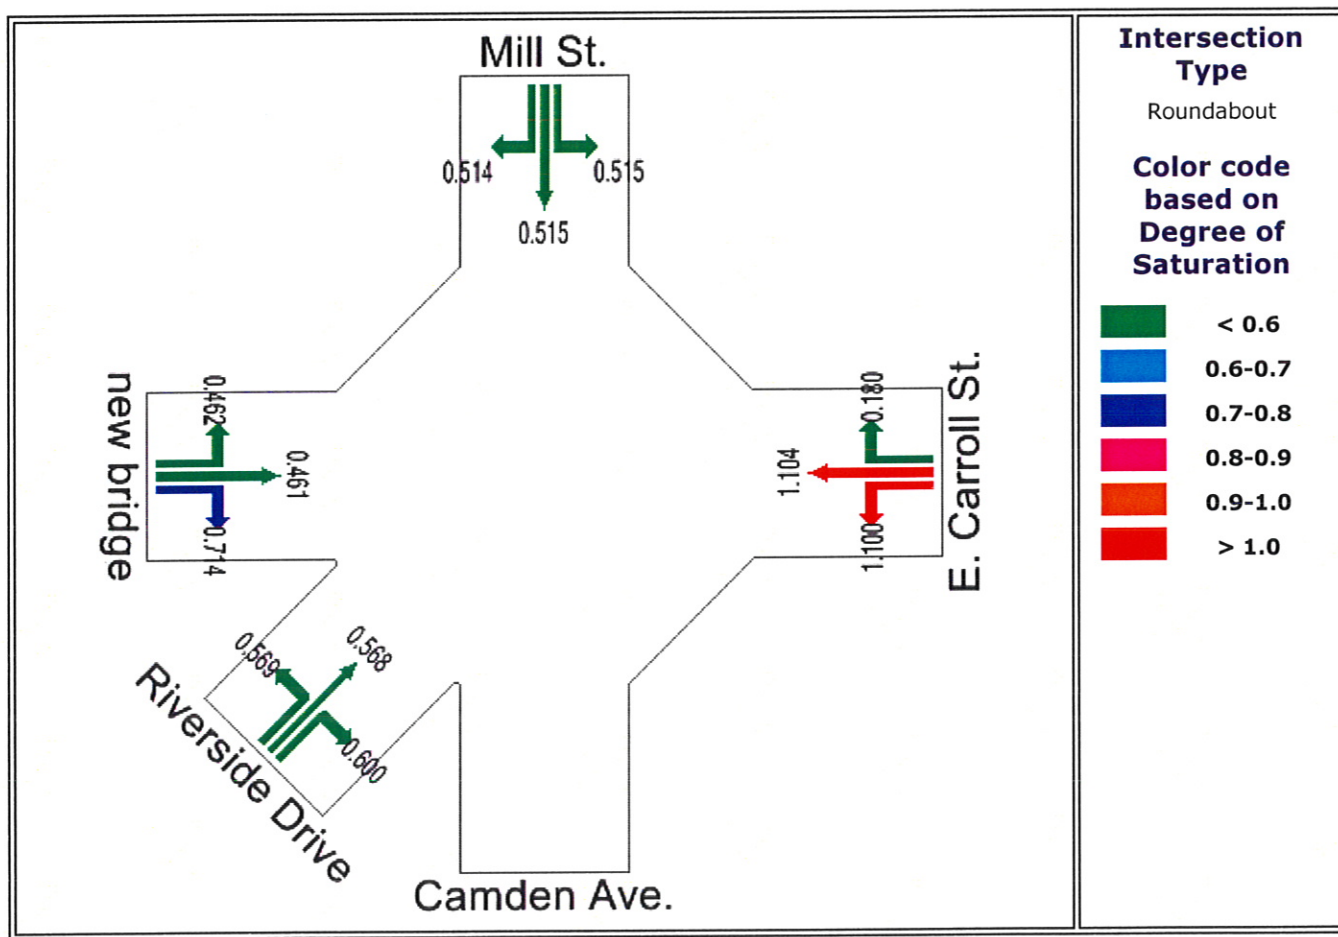 Mill St.
0.514
0.515
0.515
new bridge
0.462
0.461
0.714
E. Carroll St.
0.180
1.104
1.100
Riverside Drive
0.569
0.568
0.600
Camden Ave.
Intersection
Type
Roundabout
Color code
based on
Degree of
Saturation
< 0.6
0.6-0.7
0.7-0.8
0.8-0.9
0.9-1.0
> 1.0